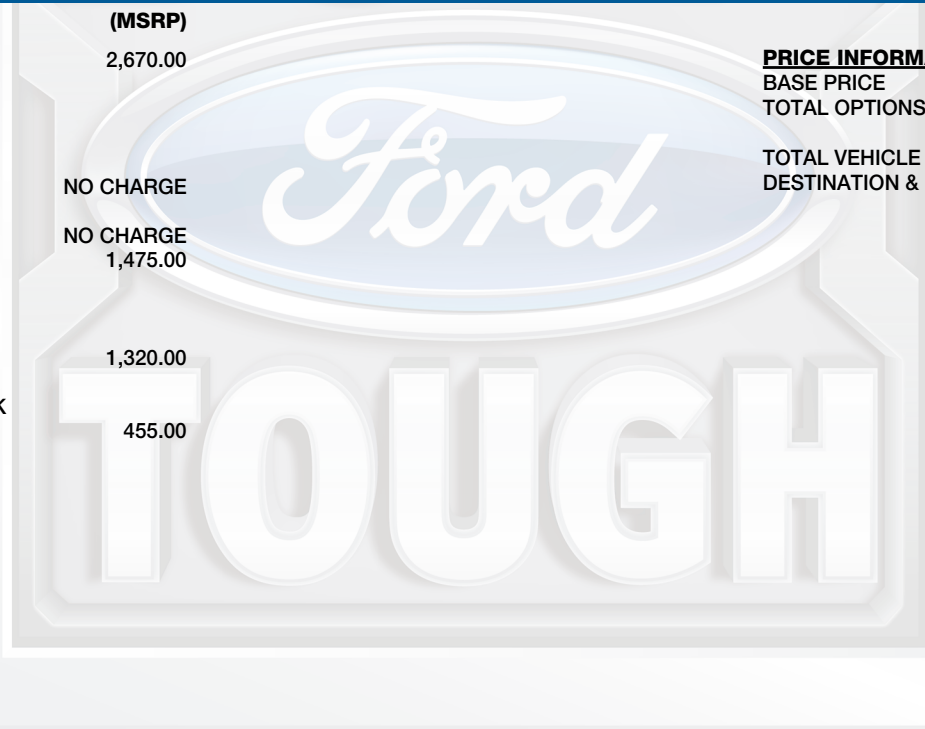 (MSRP)
2,670.00
NO CHARGE
NO CHARGE
1,475.00
1,320.00
K
455.00
PRICE INFORMA
BASE PRICE
TOTAL OPTIONS
TOTAL VEHICLE
DESTINATION &
Ford
TOUGH